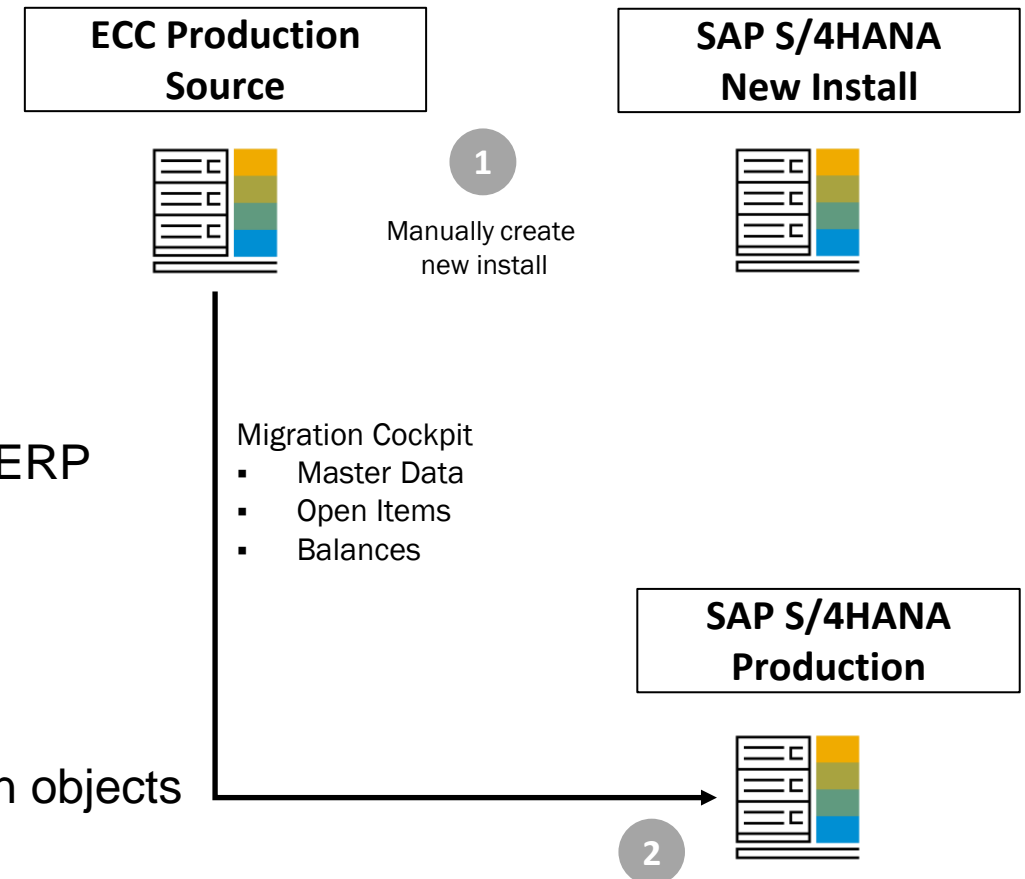 ECC Production
Source
SAP S/4HANA
New Install
1
Manually create
new install
ERP
Migration Cockpit
▪ Master Data
▪ Open Items
▪ Balances
SAP S/4HANA
Production
n objects
2